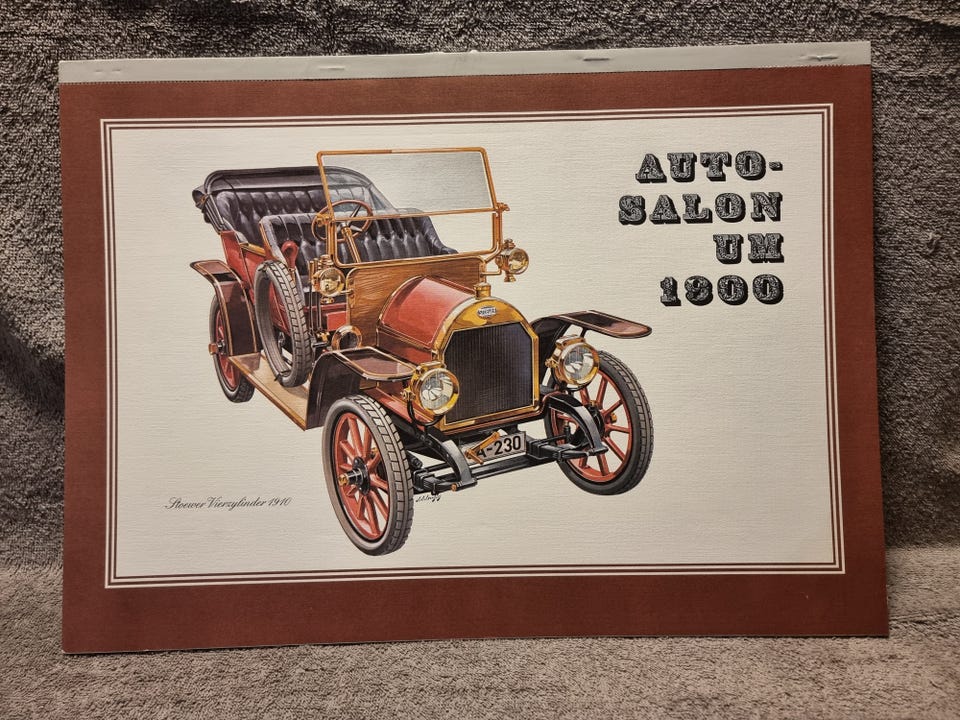 AUTO-
SALON
UM
1900
A-230
Stoewer Vierzylinder 1910